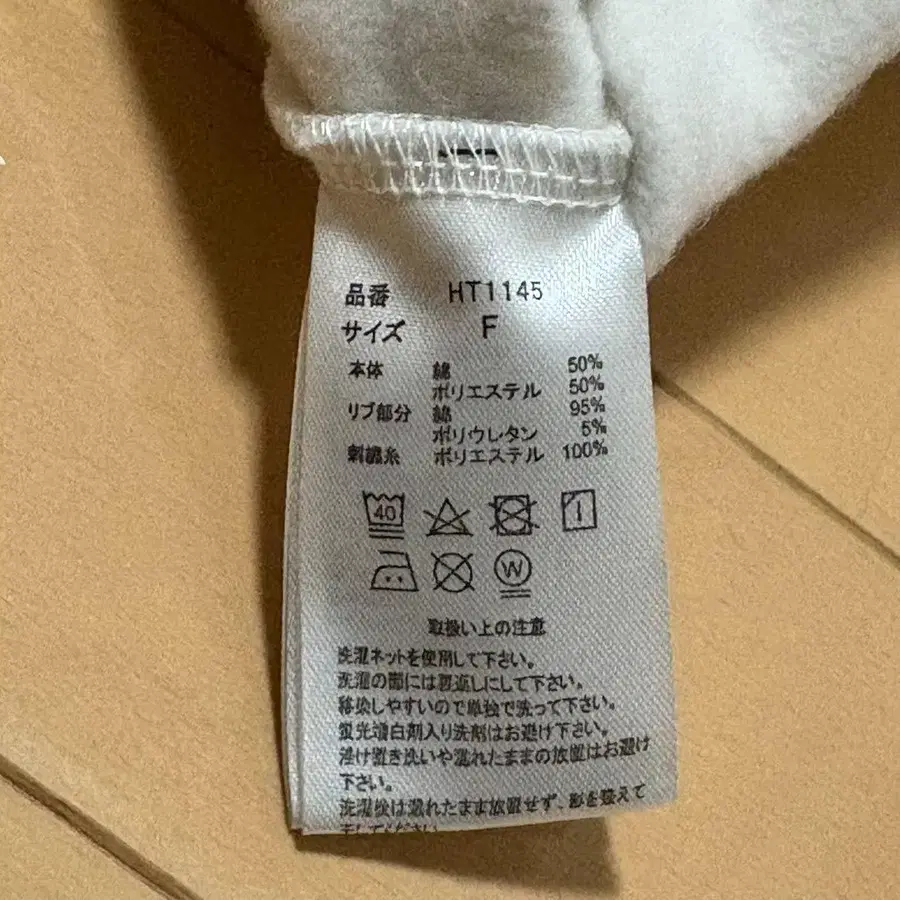 品番 HT1145
サイズ F
本体 綿 50%
ポリエステル 50%
リブ部分 綿 95%
ポリウレタン 5%
刺繍糸 ポリエステル 100%
40
W
取扱い上の注意
洗濯ネットを使用して下さい。
洗濯の際には裏返しにして下さい。
移染しやすいので単独で洗って下さい。
蛍光増白剤入り洗剤はお避け下さい。
浸け置き洗いや濡れたままの放置はお避け
下さい。
洗濯後は濡れたまま放置せず、形を整えて
干してください。